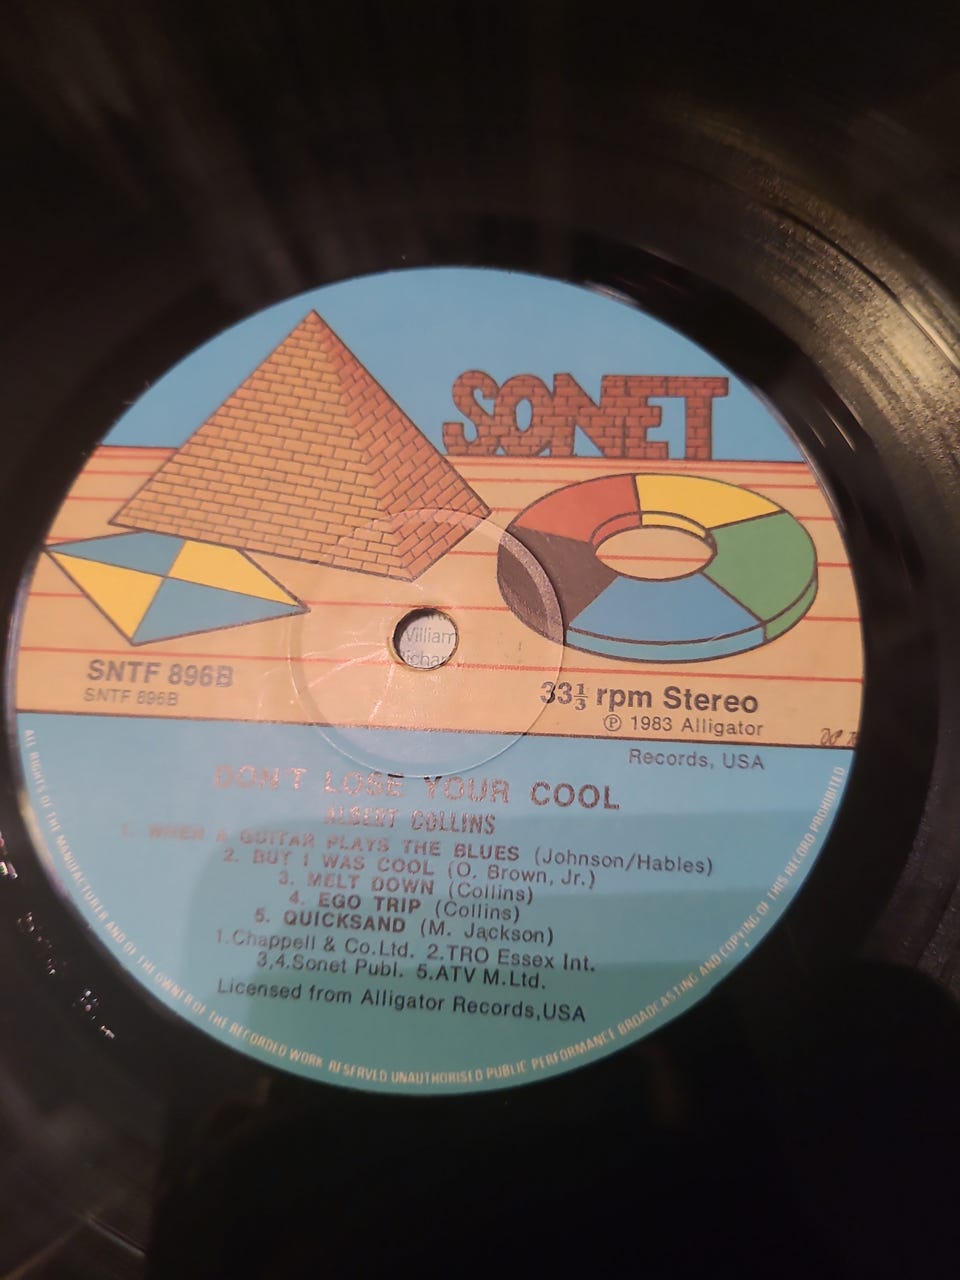 SONET
SNTF 896B
SNTF 896B
33⅓ rpm Stereo
Ⓟ 1983 Alligator
Records, USA
DON'T LOSE YOUR COOL
ALBERT COLLINS
1. WHEN A GUITAR PLAYS THE BLUES (Johnson/Hables)
2. BUT I WAS COOL (O. Brown, Jr.)
3. MELT DOWN (Collins)
4. EGO TRIP (Collins)
5. QUICKSAND (M. Jackson)
1.Chappell & Co.Ltd. 2.TRO Essex Int.
3,4.Sonet Publ. 5.ATV M.Ltd.
Licensed from Alligator Records,USA
ALL RIGHTS OF THE MANUFACTURER AND OF THE OWNER OF THE RECORDED WORK RESERVED UNAUTHORISED PUBLIC PERFORMANCE BROADCASTING AND COPYING OF THIS RECORD PROHIBITED